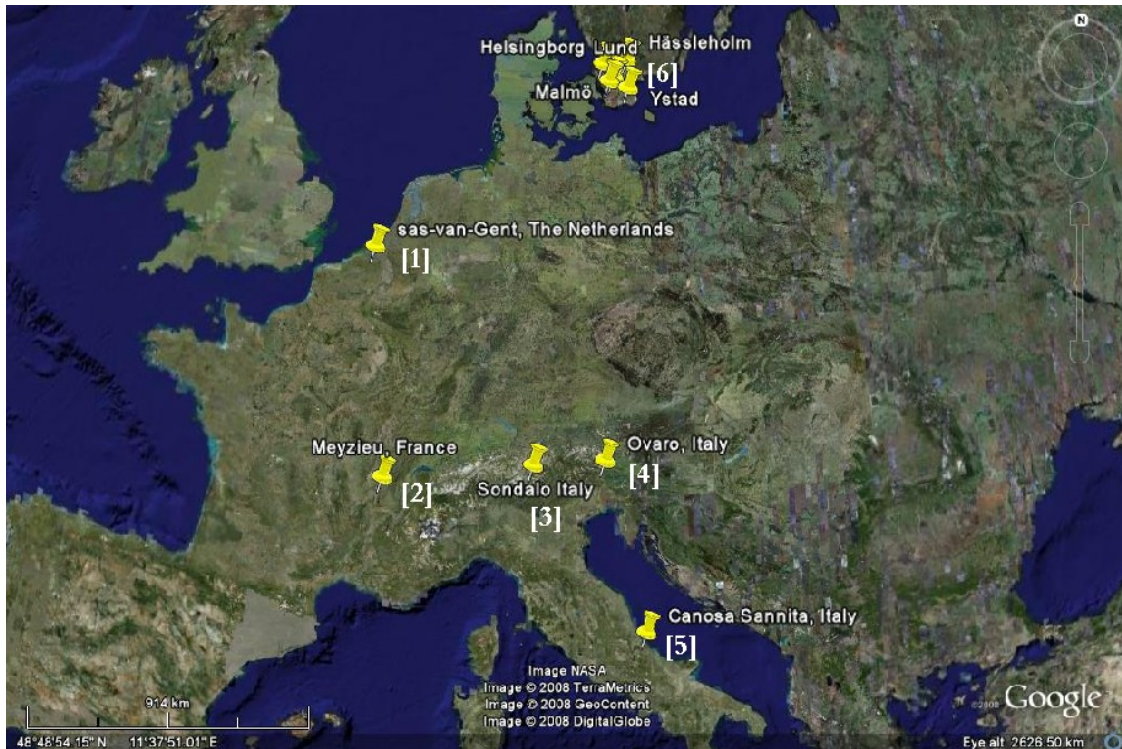 N
Helsingborg Lund Hässleholm
[6]
Malmö Ystad
sas-van-Gent, The Netherlands
[1]
Meyzieu, France
[2]
Sondalo Italy
[3]
Ovaro, Italy
[4]
Canosa Sannita, Italy
[5]
Image NASA
Image © 2008 TerraMetrics
Image © 2008 GeoContent
Image © 2008 DigitalGlobe
©2008 Google
914 km
48°48'54.15" N 11°37'51.01" E
Eye alt 2626.50 km